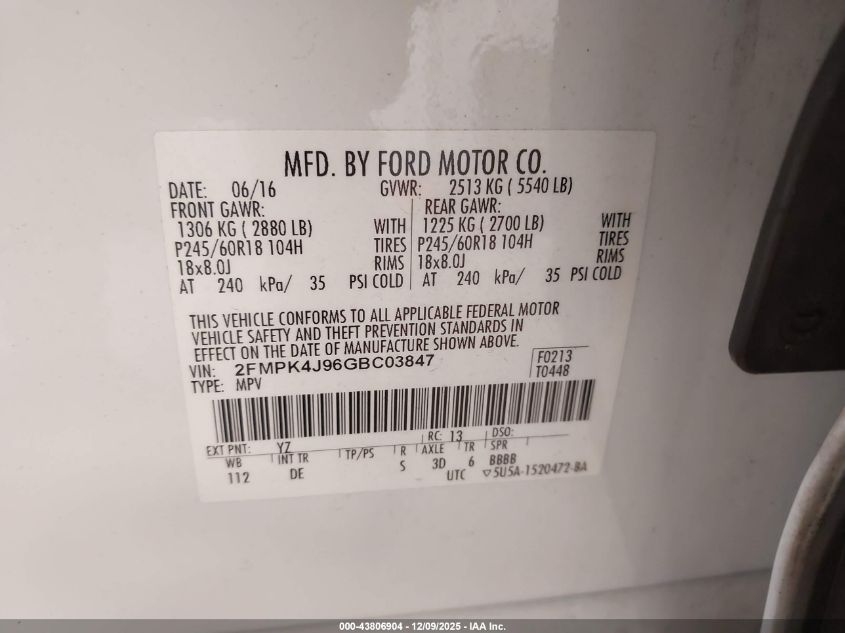 MFD. BY FORD MOTOR CO.
DATE: 06/16 GVWR: 2513 KG ( 5540 LB)
FRONT GAWR: REAR GAWR:
1306 KG ( 2880 LB) WITH 1225 KG ( 2700 LB) WITH
P245/60R18 104H TIRES P245/60R18 104H TIRES
18x8.0J RIMS 18x8.0J RIMS
AT 240 kPa/ 35 PSI COLD AT 240 kPa/ 35 PSI COLD
THIS VEHICLE CONFORMS TO ALL APPLICABLE FEDERAL MOTOR
VEHICLE SAFETY AND THEFT PREVENTION STANDARDS IN
EFFECT ON THE DATE OF MANUFACTURE SHOWN ABOVE.
VIN: 2FMPK4J96GBC03847 F0213
TYPE: MPV T0448
EXT PNT: YZ RC: 13 DSO:
WB INT TR TP/PS R AXLE TR SPR
112 DE S 3D 6 BBBB
UTC ▽5U5A-1520472-BA
000-43806904 - 12/09/2025 - IAA Inc.